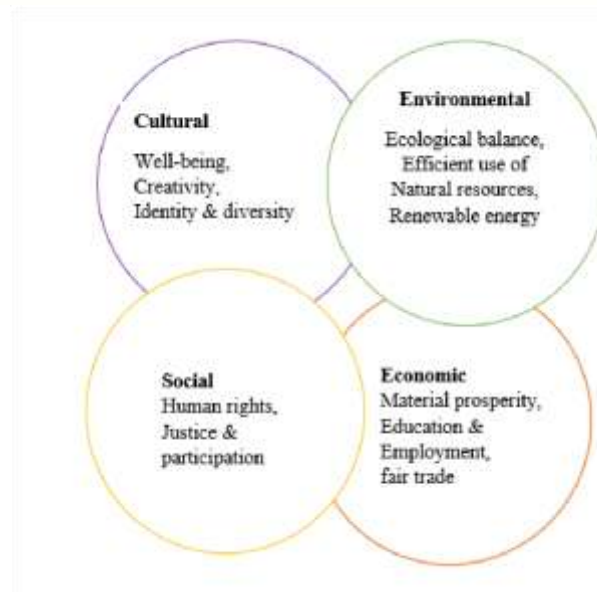 Cultural
Well-being,
Creativity,
Identity & diversity
Environmental
Ecological balance,
Efficient use of
Natural resources,
Renewable energy
Social
Human rights,
Justice &
participation
Economic
Material prosperity,
Education &
Employment,
fair trade